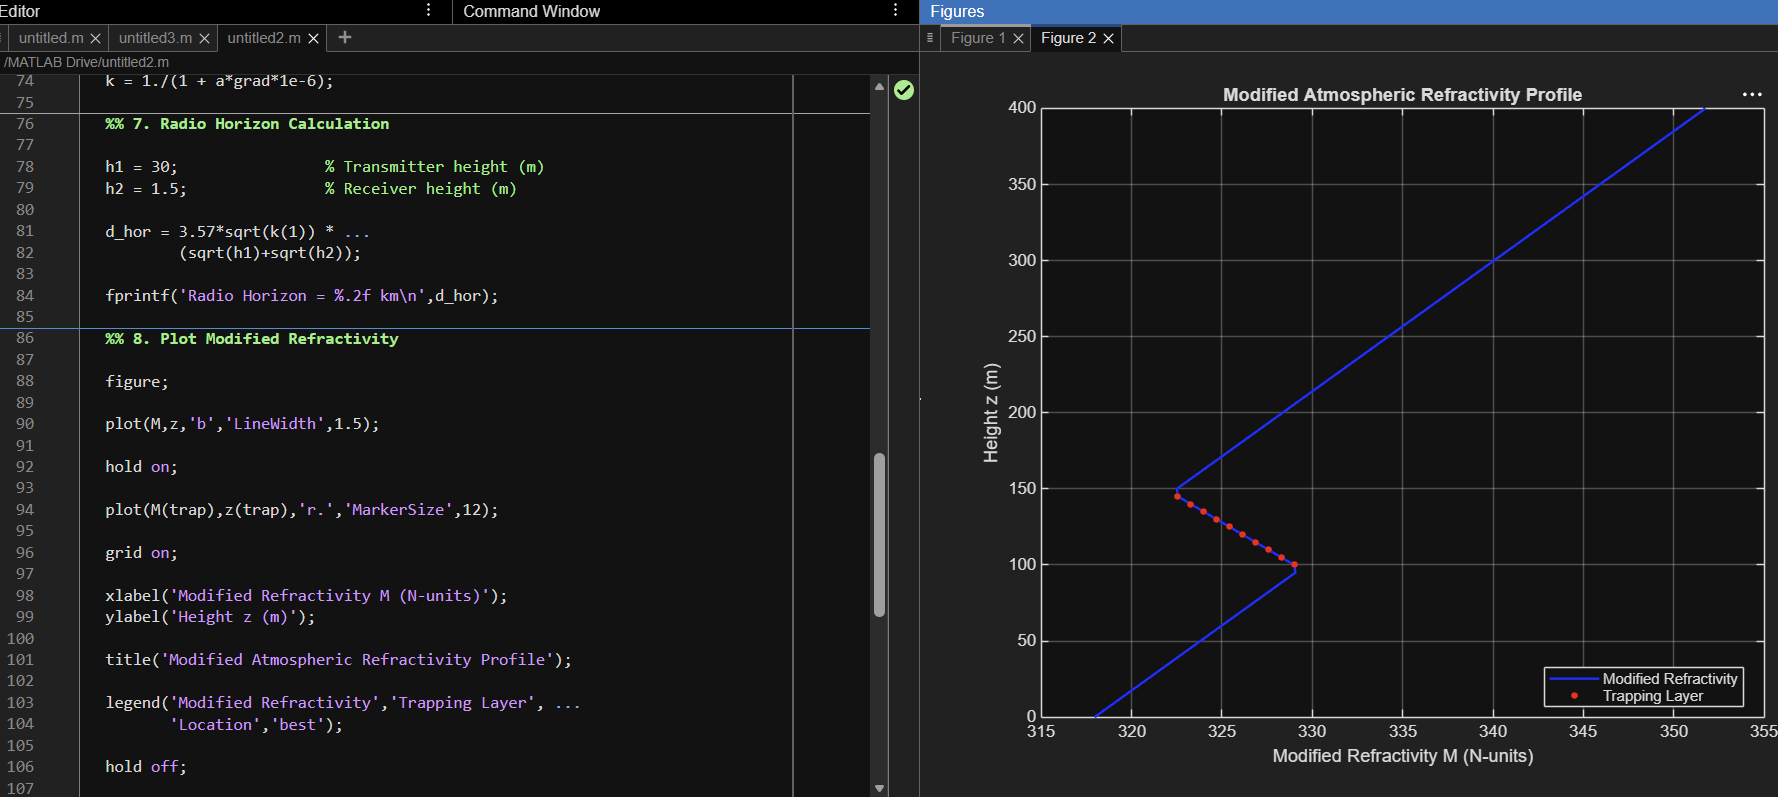 Editor
Command Window
untitled.m
untitled3.m
untitled2.m
/MATLAB Drive/untitled2.m
74 k = 1./(1 + a*grad*1e-6);
75
76 %% 7. Radio Horizon Calculation
77
78 h1 = 30; % Transmitter height (m)
79 h2 = 1.5; % Receiver height (m)
80
81 d_hor = 3.57*sqrt(k(1)) * ...
82 (sqrt(h1)+sqrt(h2));
83
84 fprintf('Radio Horizon = %.2f km\n',d_hor);
85
86 %% 8. Plot Modified Refractivity
87
88 figure;
89
90 plot(M,z,'b','LineWidth',1.5);
91
92 hold on;
93
94 plot(M(trap),z(trap),'r.','MarkerSize',12);
95
96 grid on;
97
98 xlabel('Modified Refractivity M (N-units)');
99 ylabel('Height z (m)');
100
101 title('Modified Atmospheric Refractivity Profile');
102
103 legend('Modified Refractivity','Trapping Layer', ...
104 'Location','best');
105
106 hold off;
107
Figures
Figure 1
Figure 2
Modified Atmospheric Refractivity Profile
400
350
300
250
200
150
100
50
0
Height z (m)
Modified Refractivity
Trapping Layer
315 320 325 330 335 340 345 350 355
Modified Refractivity M (N-units)